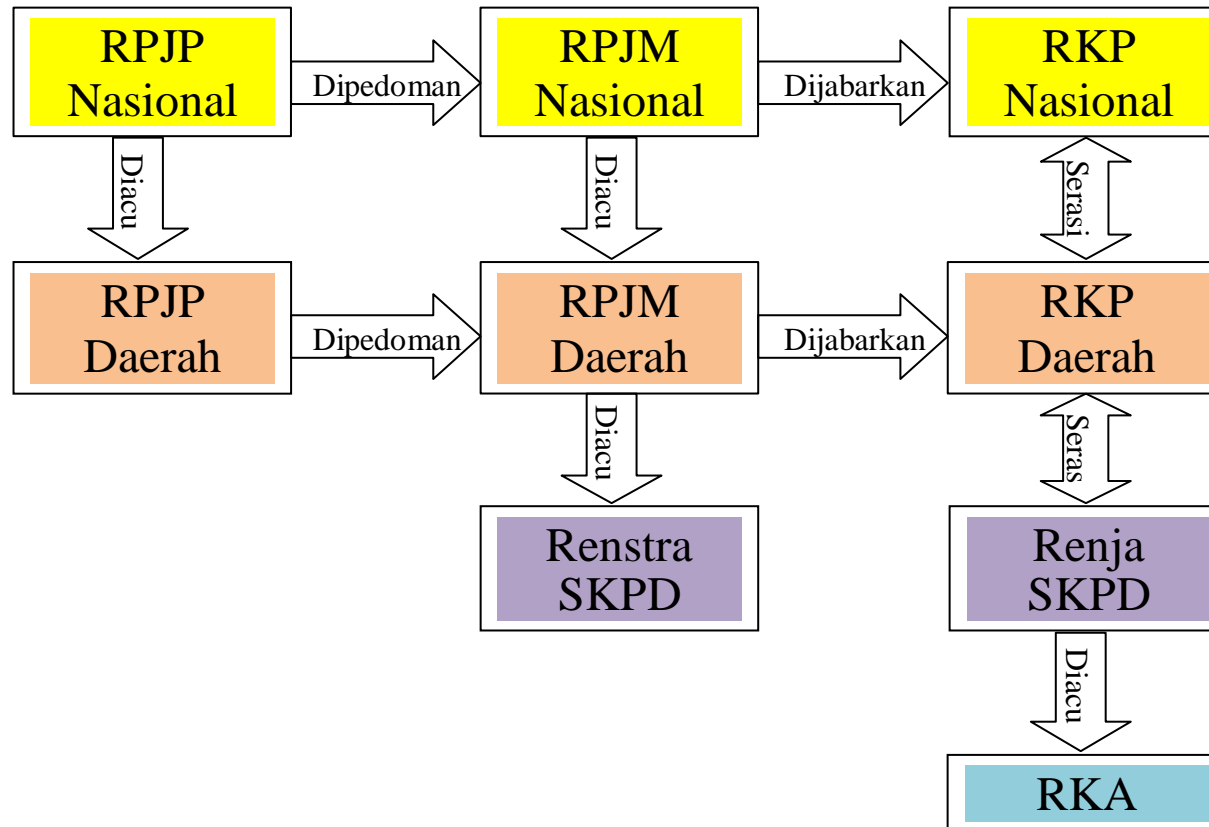 RPJP
Nasional
Dipedoman
RPJM
Nasional
Dijabarkan
RKP
Nasional
Diacu
Diacu
Serasi
RPJP
Daerah
Dipedoman
RPJM
Daerah
Dijabarkan
RKP
Daerah
Diacu
Seras
Renstra
SKPD
Renja
SKPD
Diacu
RKA